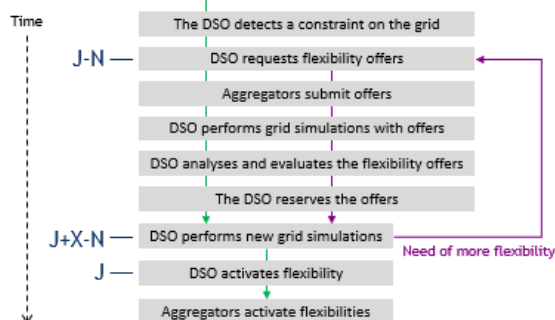 The DSO detects a constraint on the grid
Time
J-N
DSO requests flexibility offers
Aggregators submit offers
DSO performs grid simulations with offers
DSO analyses and evaluates the flexibility offers
The DSO reserves the offers
J+X-N
DSO performs new grid simulations
Need of more flexibility
J
DSO activates flexibility
Aggregators activate flexibilities